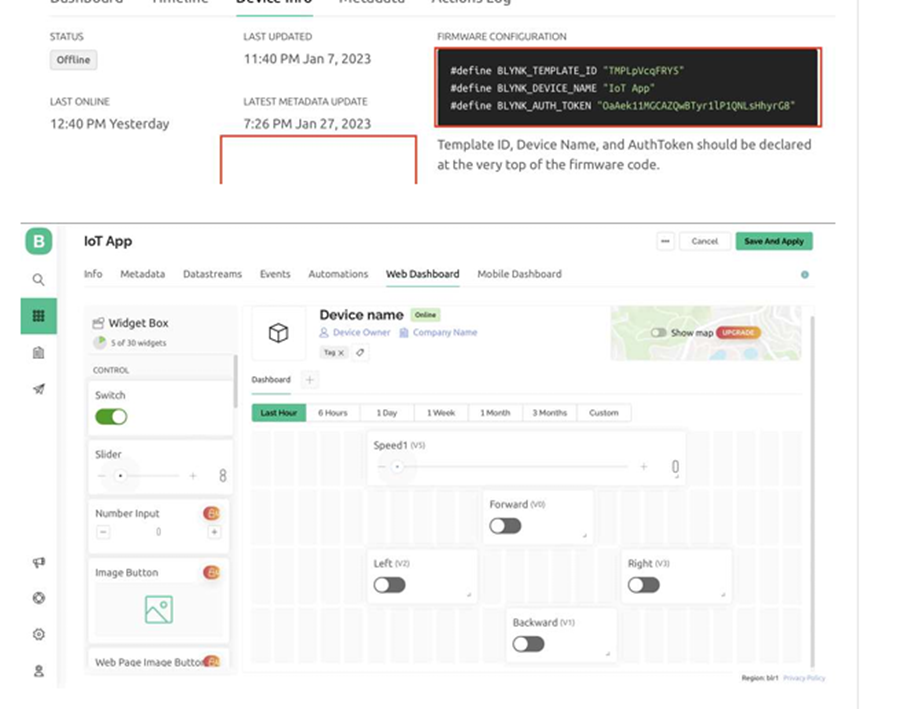 Dashboard Timeline Device Info Metadata Actions Log
STATUS
Offline
LAST UPDATED
11:40 PM Jan 7, 2023
LAST ONLINE
12:40 PM Yesterday
LATEST METADATA UPDATE
7:26 PM Jan 27, 2023
FIRMWARE CONFIGURATION
#define BLYNK_TEMPLATE_ID "TMPLpVcqFRYS"
#define BLYNK_DEVICE_NAME "IoT App"
#define BLYNK_AUTH_TOKEN "OaAek11MGCAZQwBTyr1lP1QNLsHhyrG8"
Template ID, Device Name, and AuthToken should be declared
at the very top of the firmware code.
B
IoT App
Cancel
Save And Apply
Info Metadata Datastreams Events Automations Web Dashboard Mobile Dashboard
Widget Box
5 of 30 widgets
CONTROL
Switch
Slider
8
Number Input
0
Image Button
Web Page Image Button
Device name Online
Device Owner Company Name
Tag
Show map UPGRADE
Dashboard
Last Hour 6 Hours 1 Day 1 Week 1 Month 3 Months Custom
Speed1 (V5)
0
Forward (V0)
Left (V2)
Right (V3)
Backward (V1)
Region: blr1 Privacy Policy